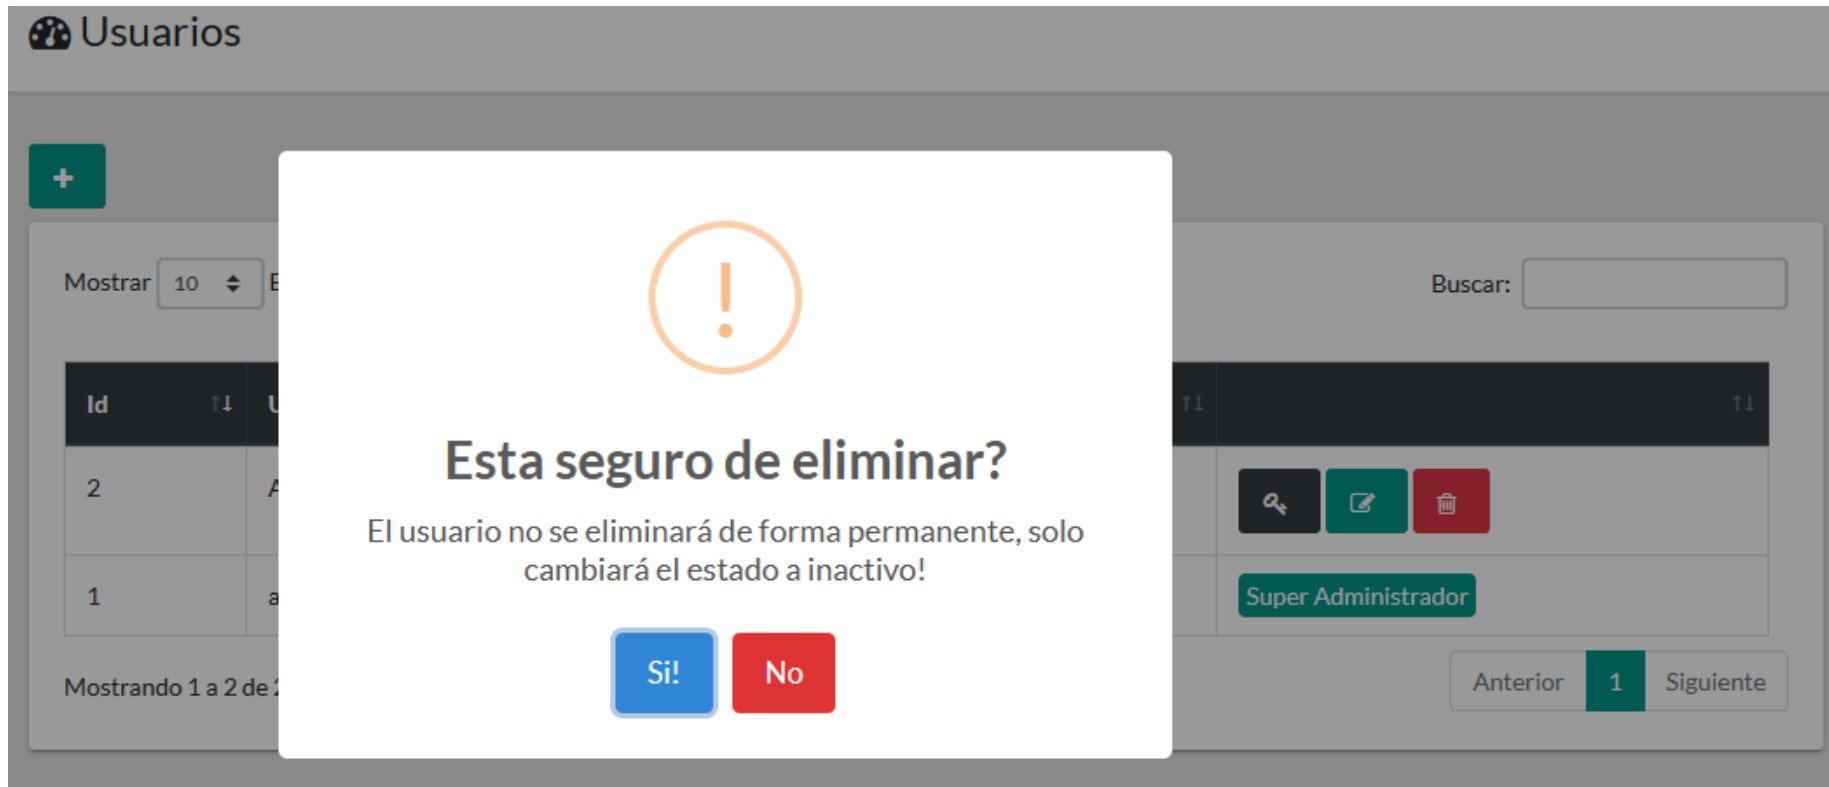 Usuarios
+
Mostrar 10
Buscar:
Id
2
1
Super Administrador
!
Esta seguro de eliminar?
El usuario no se eliminará de forma permanente, solo
cambiará el estado a inactivo!
Si! No
Mostrando 1 a 2 de
Anterior 1 Siguiente